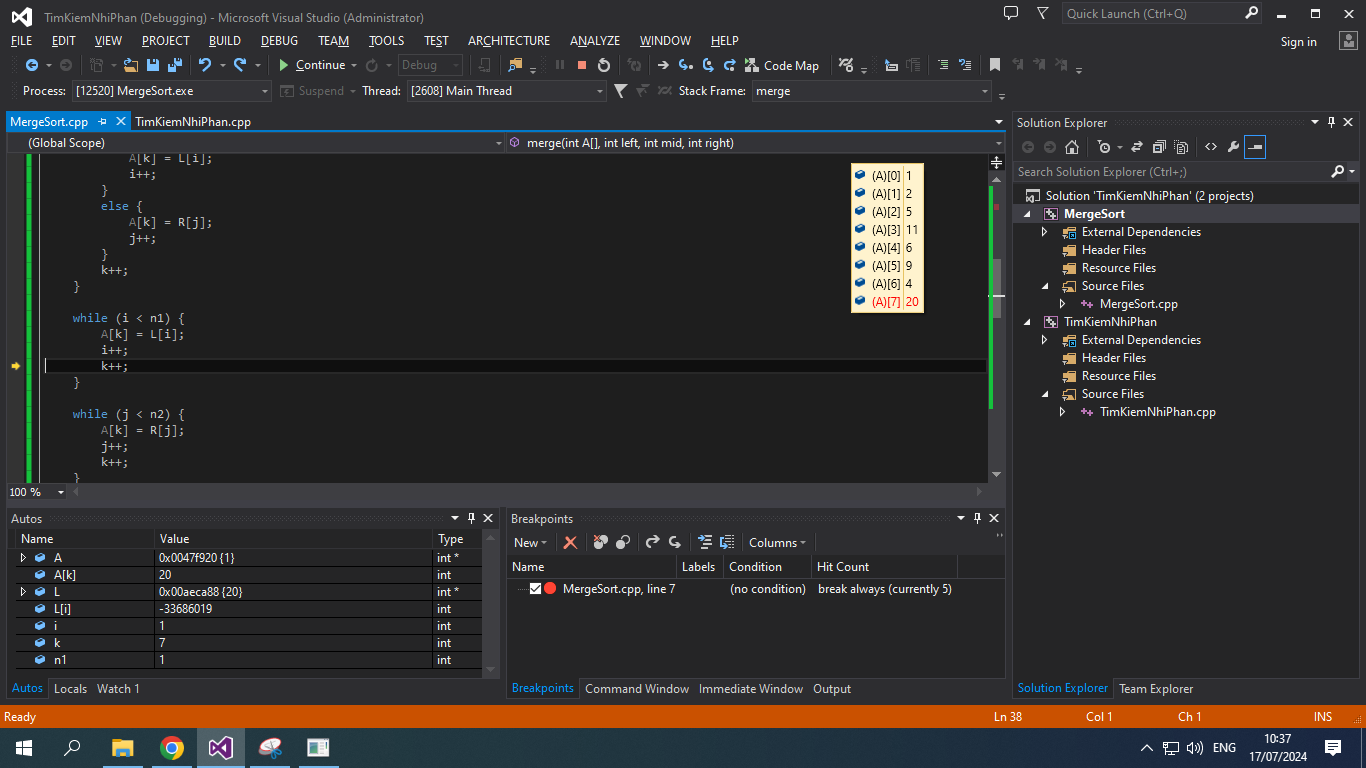 TimKiemNhiPhan (Debugging) - Microsoft Visual Studio (Administrator)
Quick Launch (Ctrl+Q)
FILE EDIT VIEW PROJECT BUILD DEBUG TEAM TOOLS TEST ARCHITECTURE ANALYZE WINDOW HELP
Sign in
Continue Debug Code Map
Process: [12520] MergeSort.exe Suspend Thread: [2608] Main Thread Stack Frame: merge
MergeSort.cpp TimKiemNhiPhan.cpp
(Global Scope) merge(int A[], int left, int mid, int right)
A[k] = L[i];
i++;
}
else {
A[k] = R[j];
j++;
}
k++;
}
while (i < n1) {
A[k] = L[i];
i++;
k++;
}
while (j < n2) {
A[k] = R[j];
j++;
k++;
}
(A)[0] 1
(A)[1] 2
(A)[2] 5
(A)[3] 11
(A)[4] 6
(A)[5] 9
(A)[6] 4
(A)[7] 20
100 %
Solution Explorer
Search Solution Explorer (Ctrl+;)
Solution 'TimKiemNhiPhan' (2 projects)
MergeSort
External Dependencies
Header Files
Resource Files
Source Files
MergeSort.cpp
TimKiemNhiPhan
External Dependencies
Header Files
Resource Files
Source Files
TimKiemNhiPhan.cpp
Solution Explorer Team Explorer
Autos
Name Value Type
A 0x0047f920 {1} int *
A[k] 20 int
L 0x00aeca88 {20} int *
L[i] -33686019 int
i 1 int
k 7 int
n1 1 int
Autos Locals Watch 1
Breakpoints
New Columns
Name Labels Condition Hit Count
MergeSort.cpp, line 7 (no condition) break always (currently 5)
Breakpoints Command Window Immediate Window Output
Ready Ln 38 Col 1 Ch 1 INS
ENG
10:37
17/07/2024